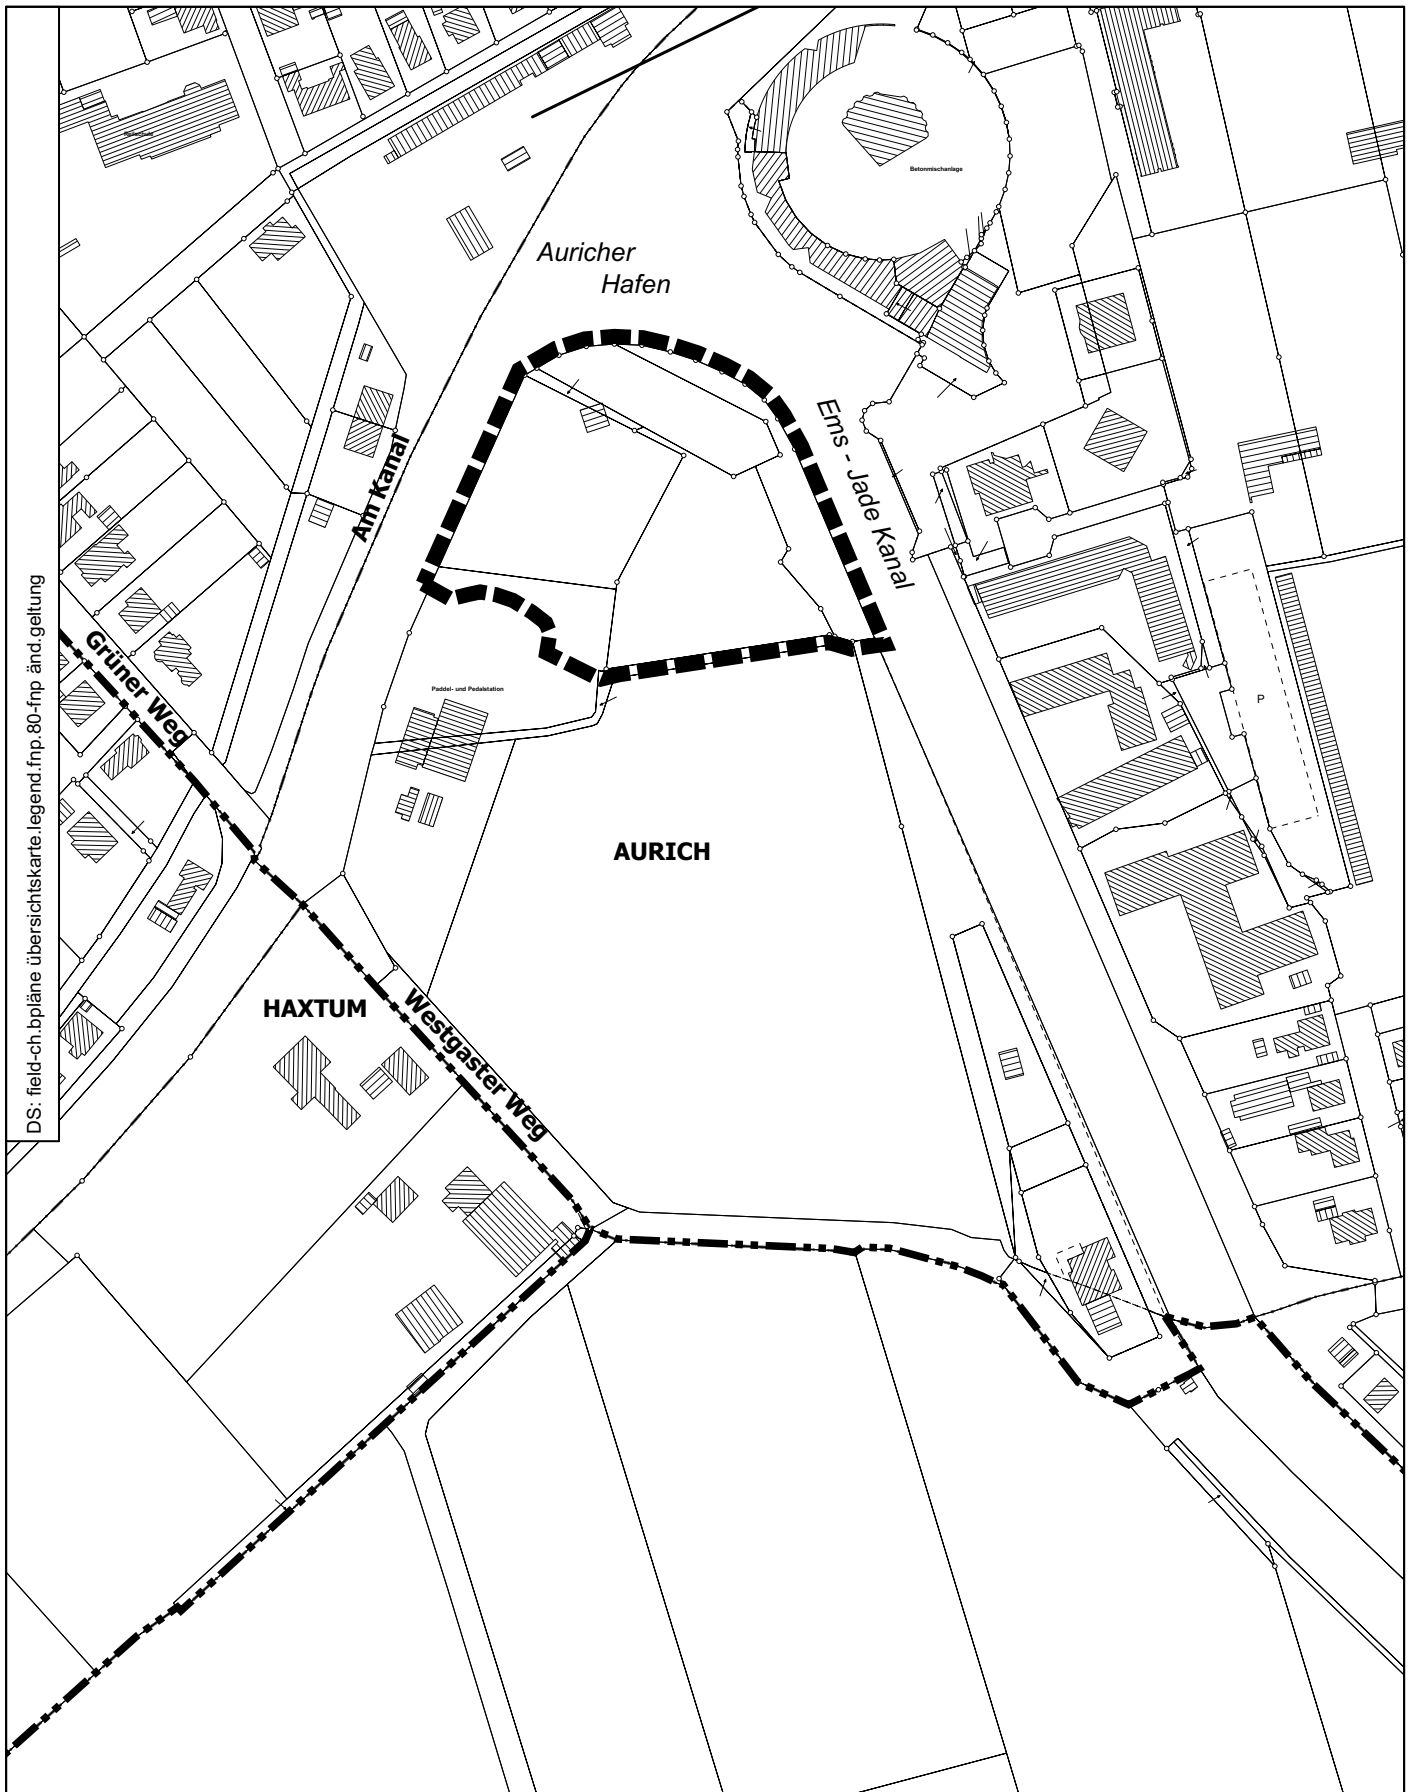 Reitschule
Betonmischanlage
Auricher
Hafen
Ems - Jade Kanal
Am Kanal
Grüner Weg
Paddel- und Pedalstation
P
AURICH
HAXTUM
Westgaster Weg
DS: field-ch.bpläne übersichtskarte.legend.fnp.80-fnp änd.geltung